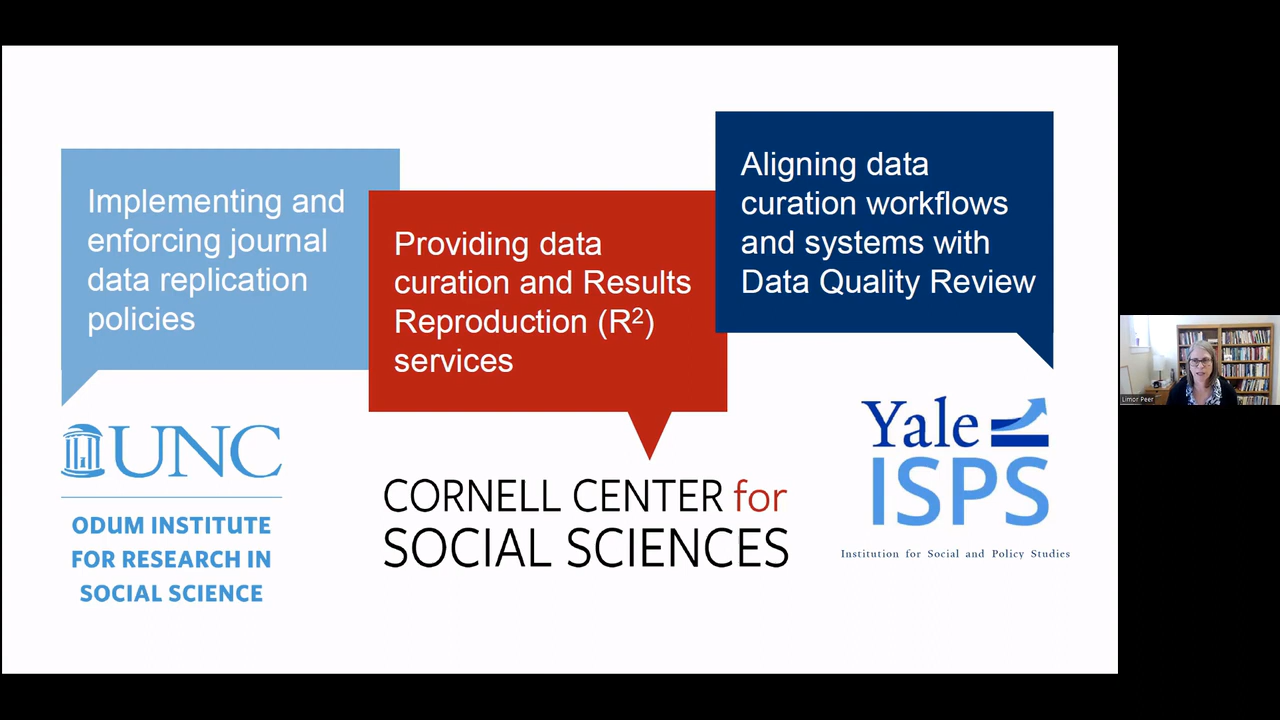 Implementing and
enforcing journal
data replication
policies
Providing data
curation and Results
Reproduction (R²)
services
Aligning data
curation workflows
and systems with
Data Quality Review
UNC
ODUM INSTITUTE
FOR RESEARCH IN
SOCIAL SCIENCE
CORNELL CENTER for
SOCIAL SCIENCES
Yale
ISPS
Institution for Social and Policy Studies
Limor Peer